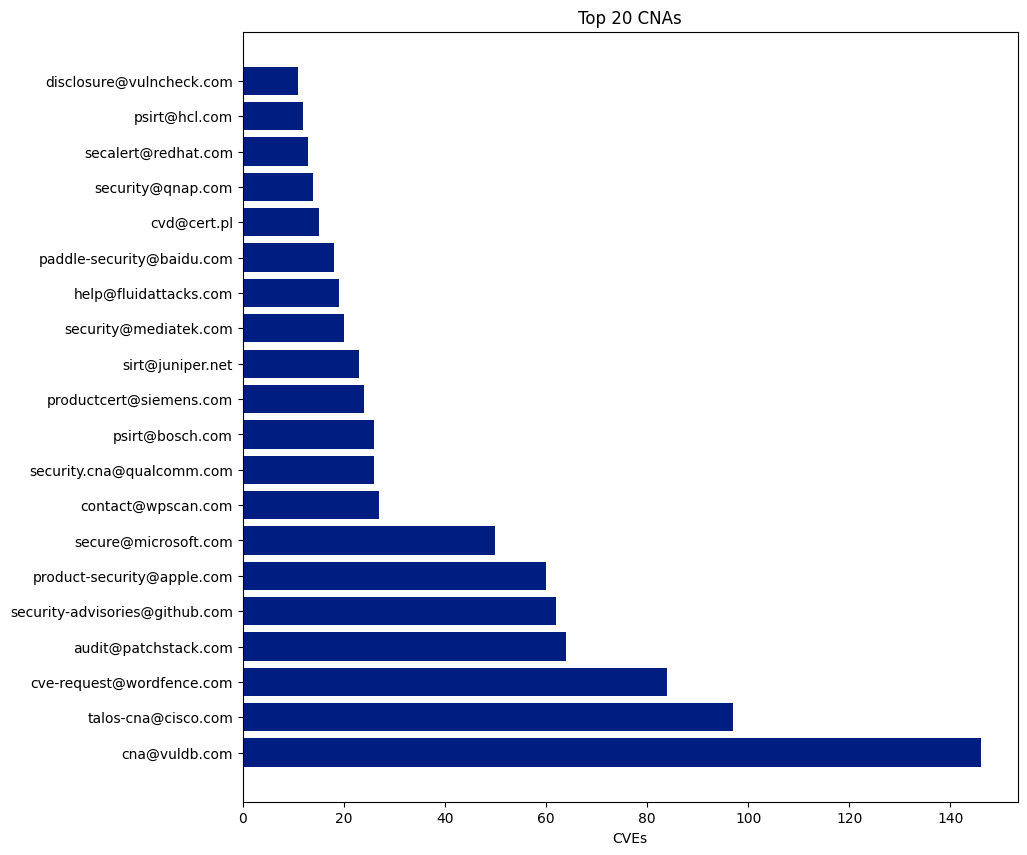 Top 20 CNAs
disclosure@vulncheck.com
psirt@hcl.com
secalert@redhat.com
security@qnap.com
cvd@cert.pl
paddle-security@baidu.com
help@fluidattacks.com
security@mediatek.com
sirt@juniper.net
productcert@siemens.com
psirt@bosch.com
security.cna@qualcomm.com
contact@wpscan.com
secure@microsoft.com
product-security@apple.com
security-advisories@github.com
audit@patchstack.com
cve-request@wordfence.com
talos-cna@cisco.com
cna@vuldb.com
0 20 40 60 80 100 120 140
CVEs